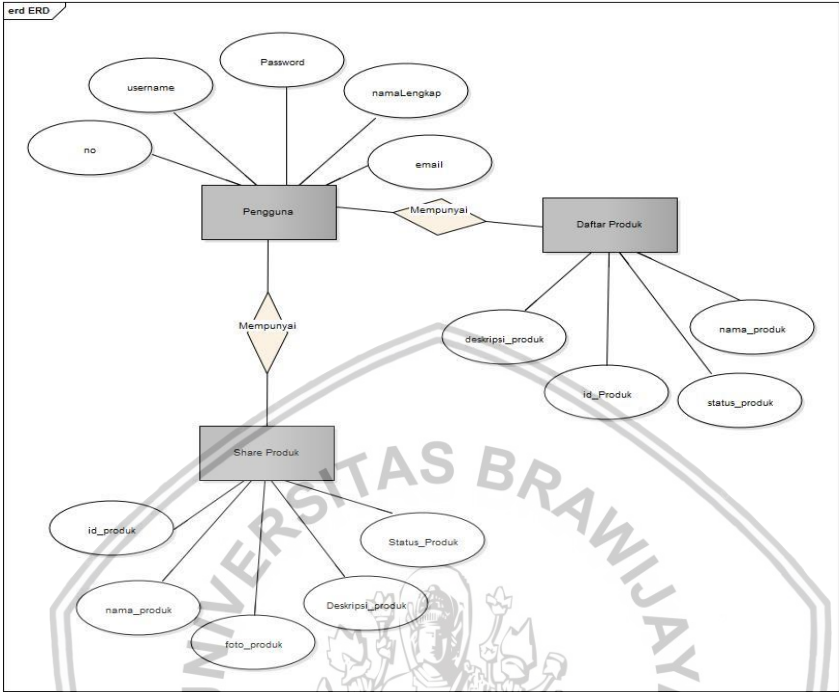 erd ERD
Password
username
namaLengkap
no
email
Pengguna
Mempunyai
Daftar Produk
Mempunyai
nama_produk
deskripsi_produk
id_Produk
status_produk
Share Produk
id_produk
Status_Produk
nama_produk
Deskripsi_produk
foto_produk
UNIVERSITAS BRAWIJAYA